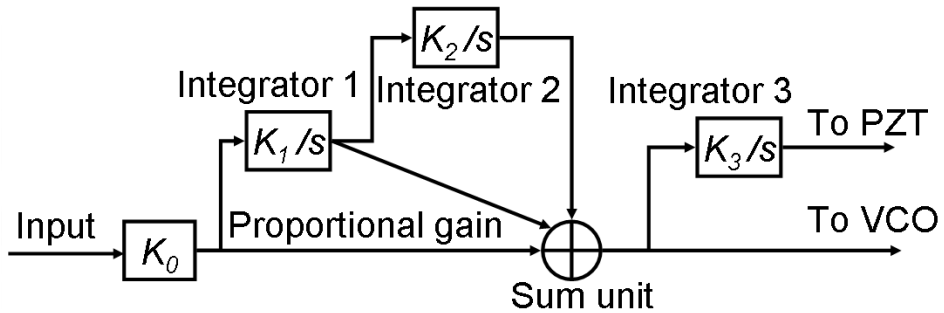 K2/s
Integrator 1
Integrator 2
Integrator 3
K1/s
To PZT
K3/s
Input
Proportional gain
To VCO
K0
Sum unit